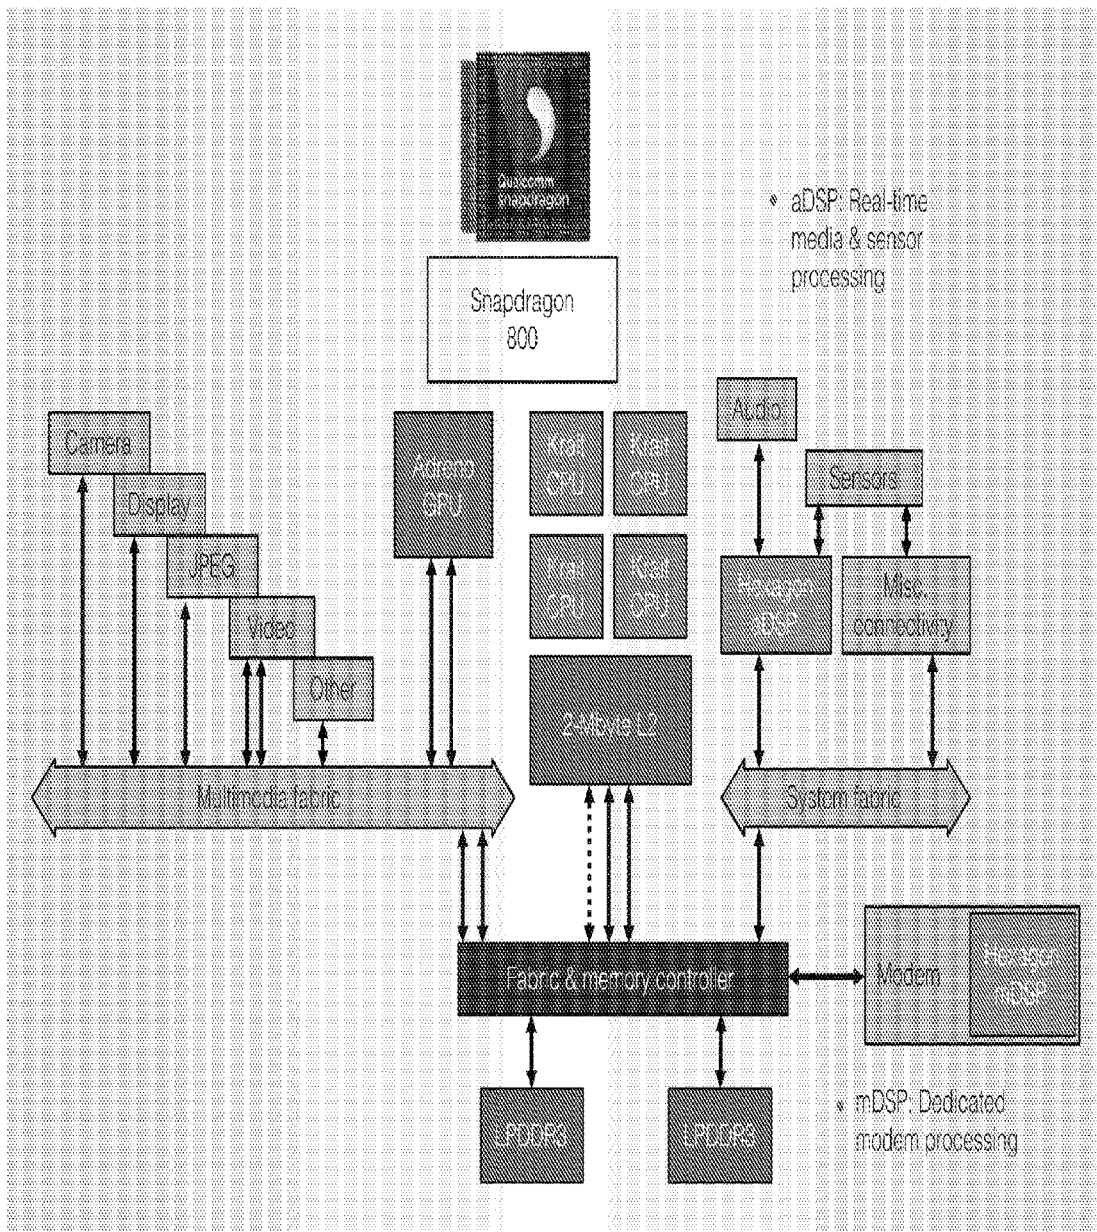 Qualcomm
snapdragon
• aDSP: Real-time
media & sensor
processing
Snapdragon
800
Camera
Display
JPEG
Video
Other
Adreno
GPU
Krait
CPU
Krait
CPU
Krait
CPU
Krait
CPU
2-Mbyte L2
Audio
Sensors
Hexagon
aDSP
Misc.
connectivity
Multimedia fabric
System fabric
Fabric & memory controller
Modem
Hexagon
mDSP
LPDDR3
LPDDR3
• mDSP: Dedicated
modem processing